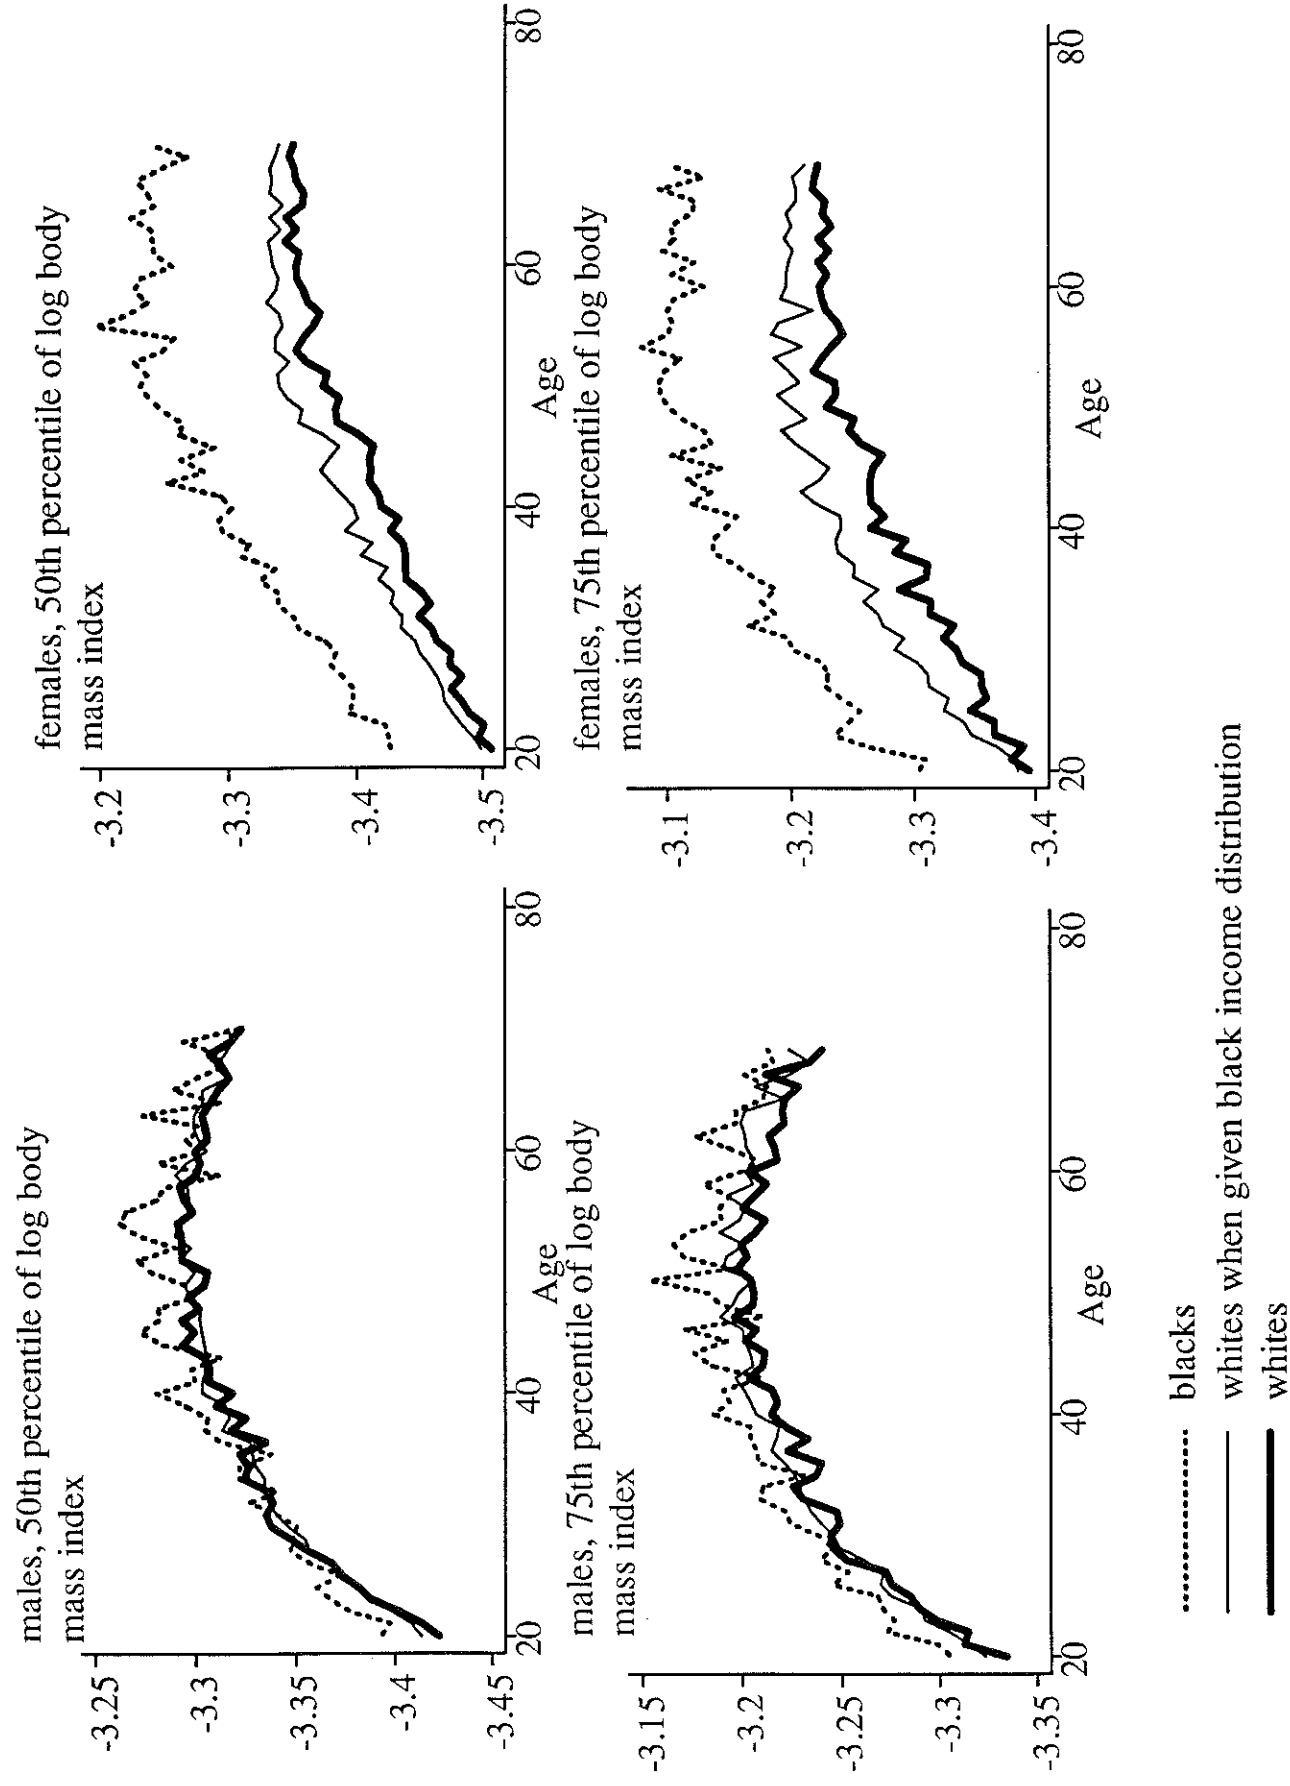 males, 50th percentile of log body
mass index
-3.25
-3.3
-3.35
-3.4
-3.45
20
40
60
80
Age
females, 50th percentile of log body
mass index
-3.2
-3.3
-3.4
-3.5
20
40
60
80
Age
males, 75th percentile of log body
mass index
-3.15
-3.2
-3.25
-3.3
-3.35
20
40
60
80
Age
females, 75th percentile of log body
mass index
-3.1
-3.2
-3.3
-3.4
20
40
60
80
Age
blacks
whites when given black income distribution
whites